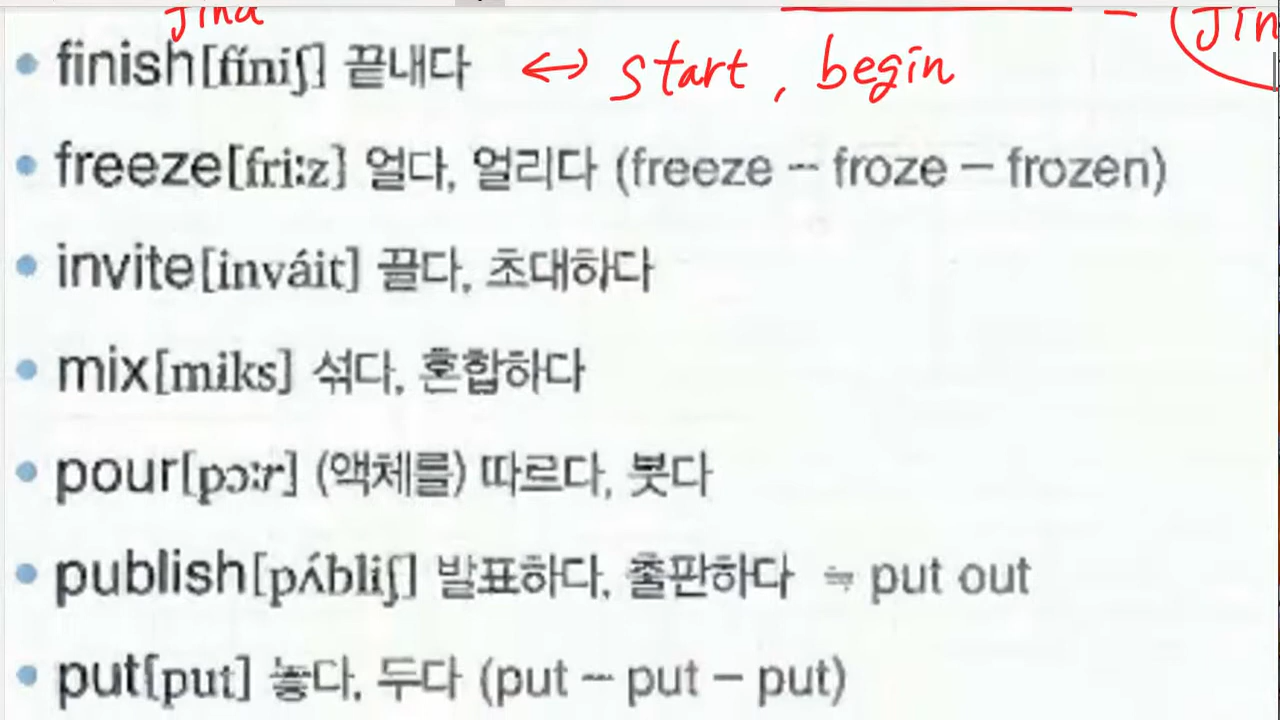 finish[fíniʃ] 끝내다 ↔ start, begin
freeze[fri:z] 얼다, 얼리다 (freeze – froze – frozen)
invite[inváit] 끌다, 초대하다
mix[miks] 섞다, 혼합하다
pour[pɔ:r] (액체를) 따르다, 붓다
publish[pʌ́bliʃ] 발표하다, 출판하다 ≒ put out
put[put] 놓다, 두다 (put – put – put)